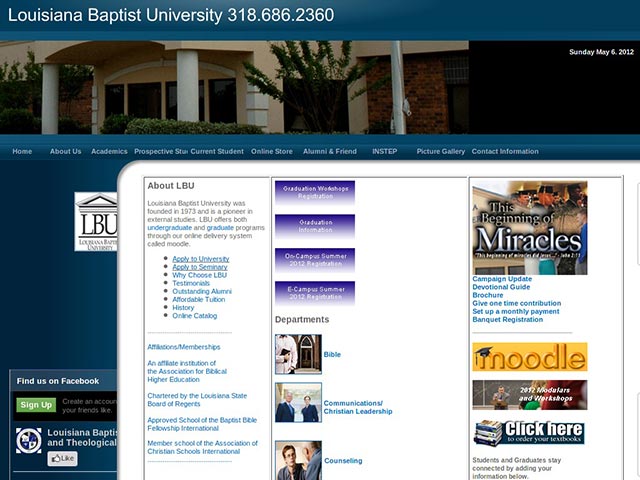 Louisiana Baptist University 318.686.2360
Sunday May 6. 2012
Home About Us Academics Prospective Stu Current Student Online Store Alumni & Friend INSTEP Picture Gallery Contact Information
LBU
LOUISIANA BAPTIST
UNIVERSITY
About LBU
Louisiana Baptist University was
founded in 1973 and is a pioneer in
external studies. LBU offers both
undergraduate and graduate programs
through our online delivery system
called moodle.
Apply to University
Apply to Seminary
Why Choose LBU
Testimonials
Outstanding Alumni
Affordable Tuition
History
Online Catalog
Affiliations/Memberships
An affiliate institution of
the Association for Biblical
Higher Education
Chartered by the Louisiana State
Board of Regents
Approved School of the Baptist Bible
Fellowship International
Member school of the Association of
Christian Schools International
Graduation Workshops
Registration
Graduation
Information
On-Campus Summer
2012 Registration
E-Campus Summer
2012 Registration
Departments
Bible
Communications/
Christian Leadership
Counseling
This
Beginning of
Miracles
"This beginning of miracles did Jesus..." - John 2:11
Campaign Update
Devotional Guide
Brochure
Give one time contribution
Set up a monthly payment
Banquet Registration
moodle
2012 Modulars
and Workshops
Click here
to order your textbooks
Students and Graduates stay
connected by adding your
information below.
Find us on Facebook
Sign Up
Create an accoun
your friends like.
Louisiana Baptis
and Theological
Like